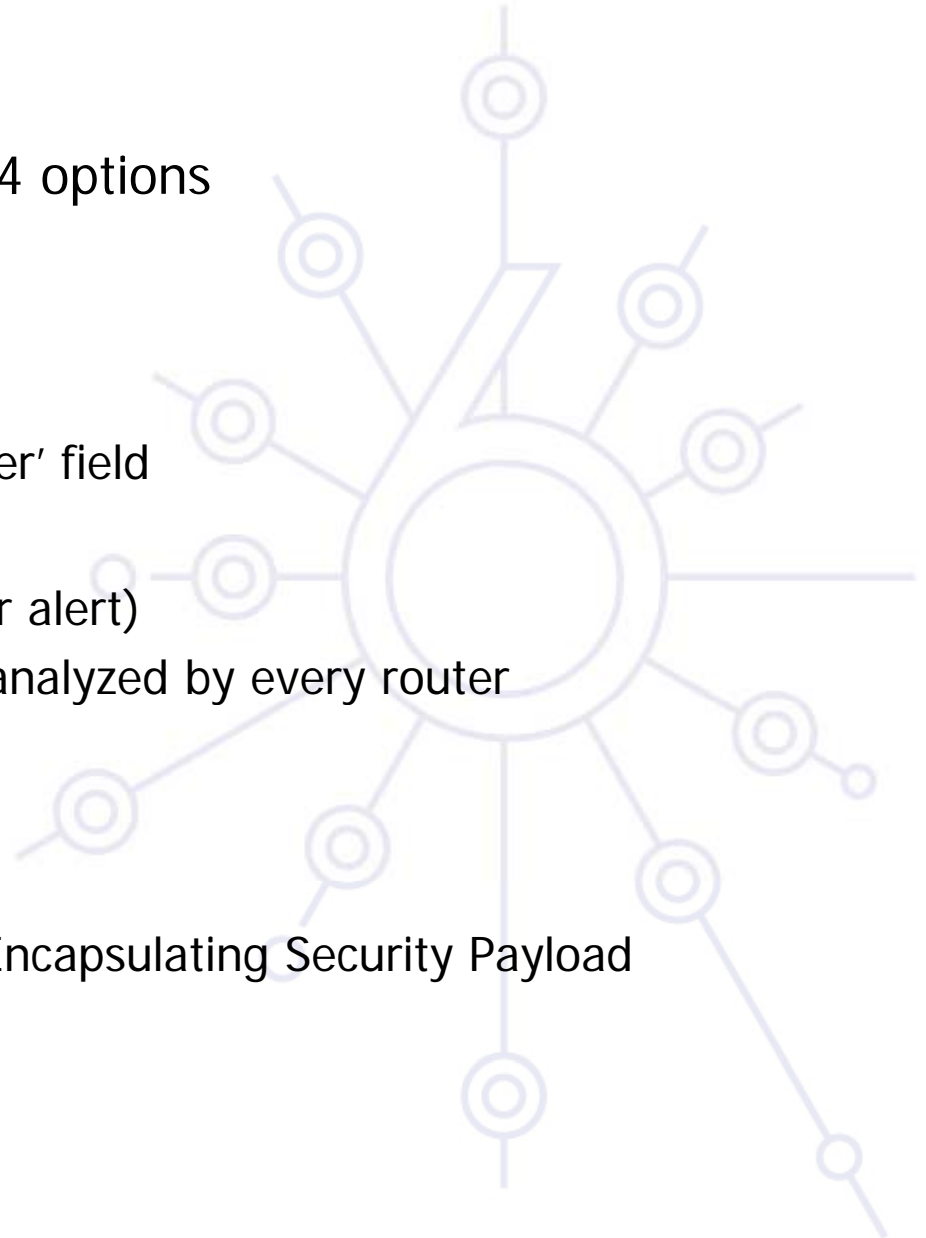 4 options
er’ field
r alert)
analyzed by every router
Encapsulating Security Payload